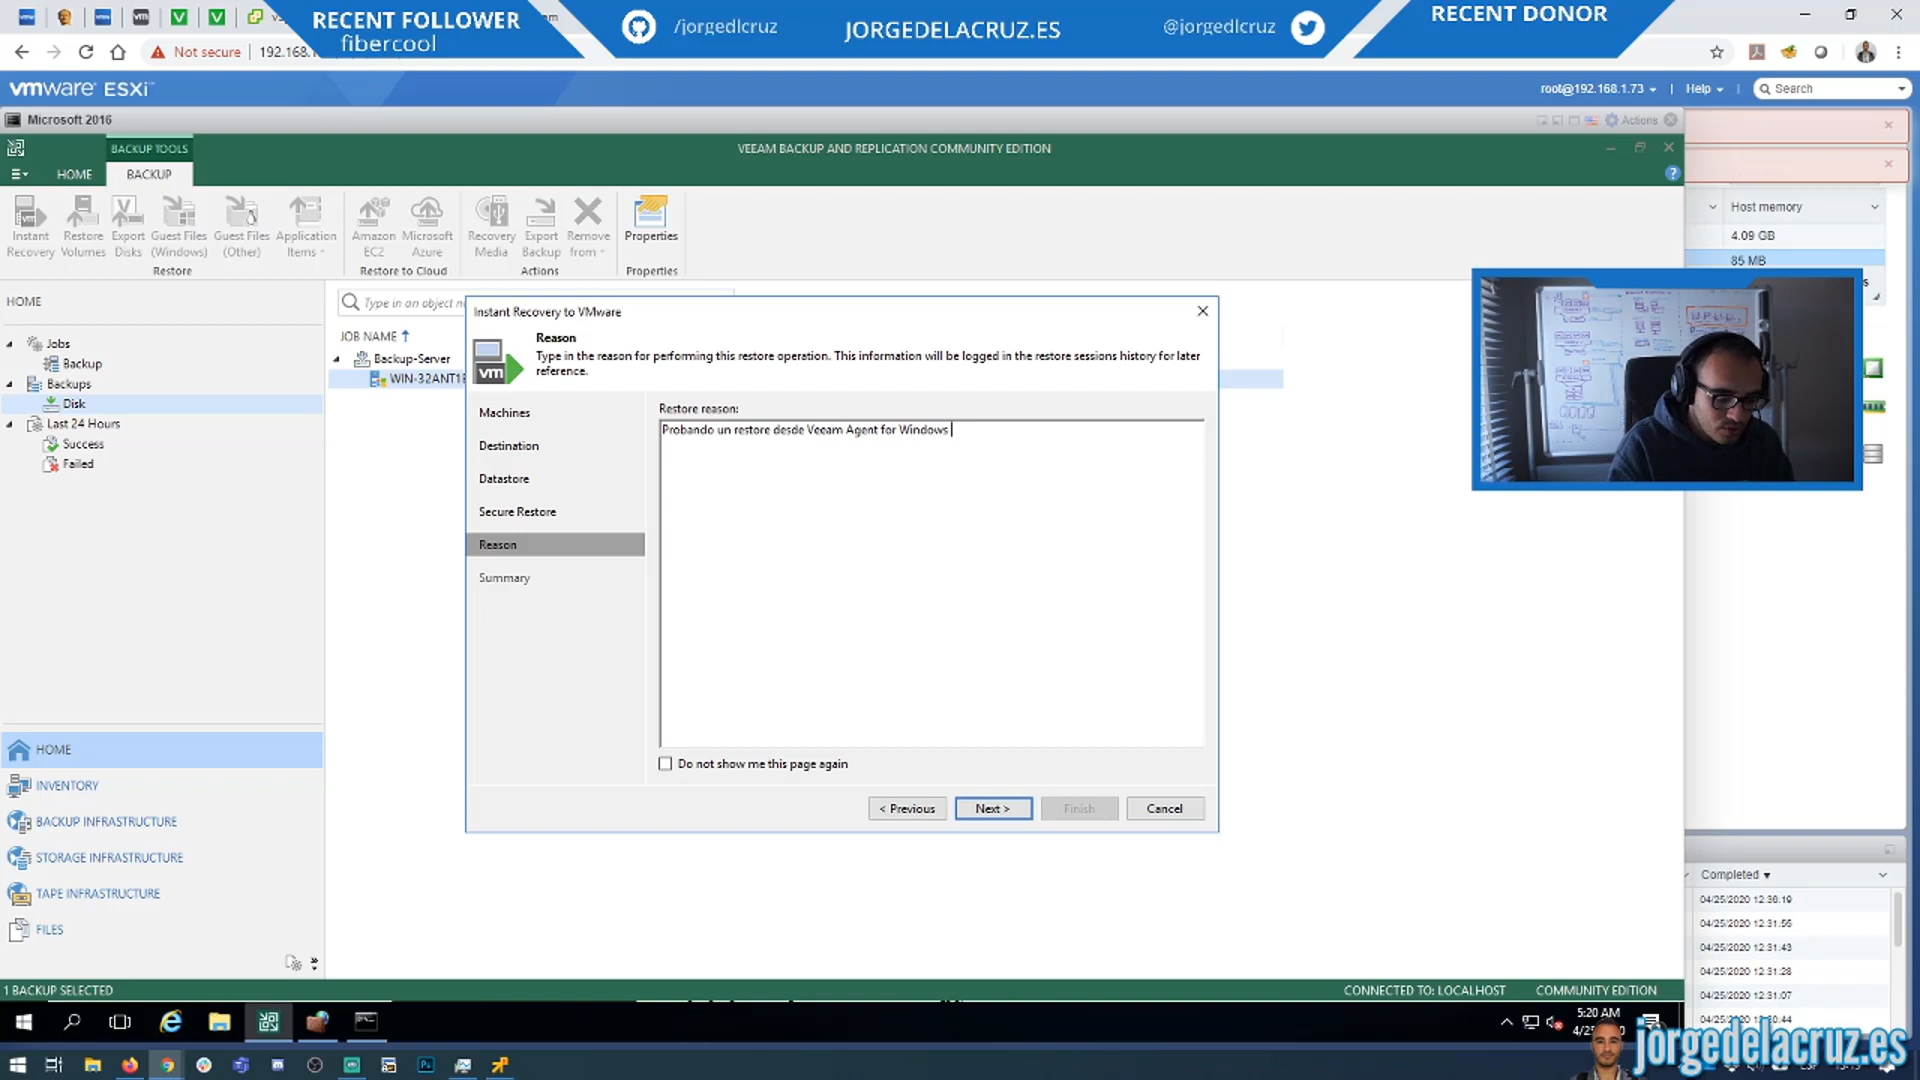 RECENT FOLLOWER
fibercool
/jorgedlcruz
JORGEDELACRUZ.ES
@jorgedlcruz
RECENT DONOR
Not secure
192.168.1
vmware ESXi
root@192.168.1.73
Help
Search
Microsoft 2016
Actions
BACKUP TOOLS
VEEAM BACKUP AND REPLICATION COMMUNITY EDITION
HOME
BACKUP
Instant Recovery
Restore Volumes
Export Disks
Guest Files (Windows)
Guest Files (Other)
Application Items
Restore
Amazon EC2
Microsoft Azure
Restore to Cloud
Recovery Media
Export Backup
Remove from
Actions
Properties
Properties
Host memory
4.09 GB
85 MB
HOME
Type in an object n
JOB NAME
Backup-Server
WIN-32ANT1
Jobs
Backup
Backups
Disk
Last 24 Hours
Success
Failed
Instant Recovery to VMware
Reason
Type in the reason for performing this restore operation. This information will be logged in the restore sessions history for later
reference.
vm
Machines
Destination
Datastore
Secure Restore
Reason
Summary
Restore reason:
Probando un restore desde Veeam Agent for Windows
Do not show me this page again
< Previous
Next >
Finish
Cancel
HOME
INVENTORY
BACKUP INFRASTRUCTURE
STORAGE INFRASTRUCTURE
TAPE INFRASTRUCTURE
FILES
Completed
04/25/2020 12:36:19
04/25/2020 12:31:55
04/25/2020 12:31:43
04/25/2020 12:31:28
04/25/2020 12:31:07
1 BACKUP SELECTED
CONNECTED TO: LOCALHOST
COMMUNITY EDITION
5:20 AM
jorgedelacruz.es